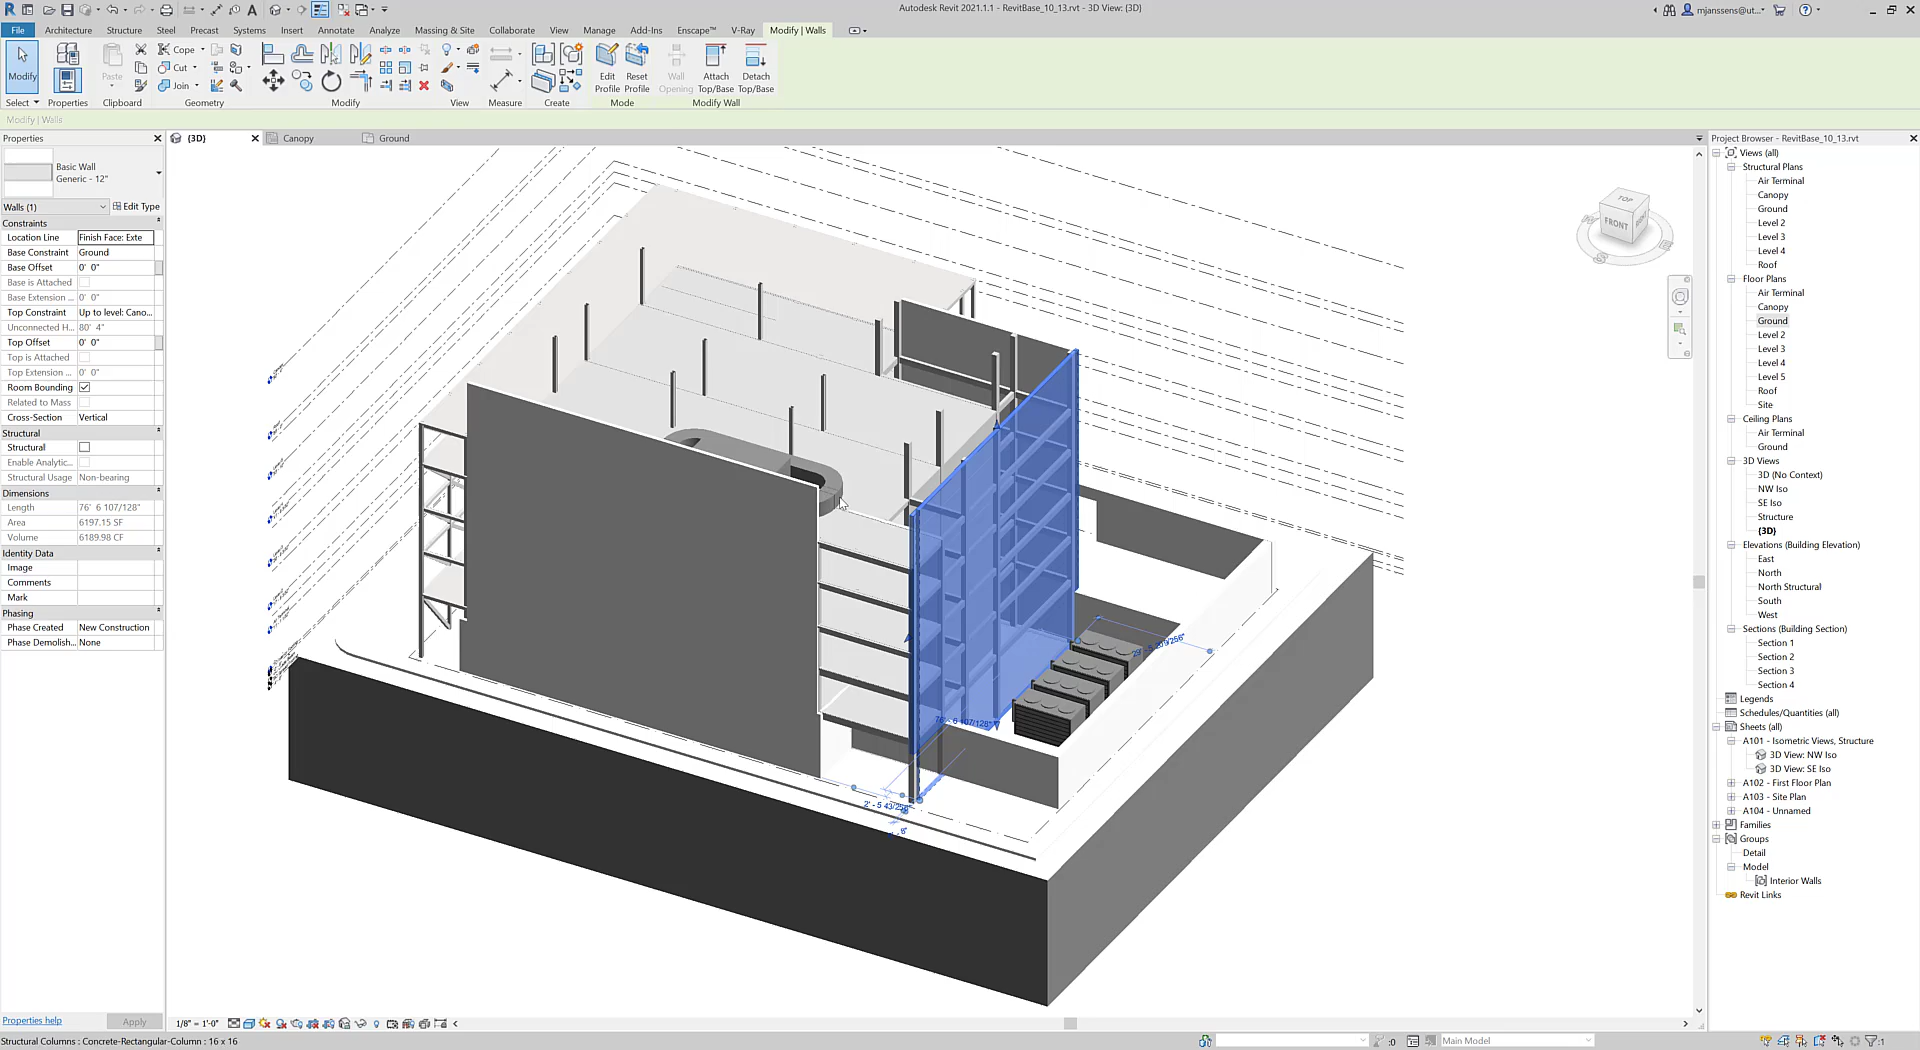 Autodesk Revit 2021.1.1 - RevitBase_10_13.rvt - 3D View: {3D}
mjanssens@ut...
File Architecture Structure Steel Precast Systems Insert Annotate Analyze Massing & Site Collaborate View Manage Add-Ins Enscape™ V-Ray Modify | Walls
Modify
Paste
Cope
Cut
Join
Edit Profile
Reset Profile
Wall Opening
Attach Top/Base
Detach Top/Base
Select Properties Clipboard Geometry Modify View Measure Create Mode Modify Wall
Modify | Walls
Properties
{3D}
Canopy
Ground
Basic Wall
Generic - 12"
Walls (1)
Edit Type
Constraints
Location Line Finish Face: Exte
Base Constraint Ground
Base Offset 0' 0"
Base is Attached
Base Extension ... 0' 0"
Top Constraint Up to level: Cano...
Unconnected H... 80' 4"
Top Offset 0' 0"
Top is Attached
Top Extension ... 0' 0"
Room Bounding
Related to Mass
Cross-Section Vertical
Structural
Structural
Enable Analytic...
Structural Usage Non-bearing
Dimensions
Length 76' 6 107/128"
Area 6197.15 SF
Volume 6189.98 CF
Identity Data
Image
Comments
Mark
Phasing
Phase Created New Construction
Phase Demolish... None
Properties help
Apply
TOP
FRONT
76' - 6 107/128"
Project Browser - RevitBase_10_13.rvt
Views (all)
Structural Plans
Air Terminal
Canopy
Ground
Level 2
Level 3
Level 4
Roof
Floor Plans
Air Terminal
Canopy
Ground
Level 2
Level 3
Level 4
Level 5
Roof
Site
Ceiling Plans
Air Terminal
Ground
3D Views
3D (No Context)
NW Iso
SE Iso
Structure
{3D}
Elevations (Building Elevation)
East
North
North Structural
South
West
Sections (Building Section)
Section 1
Section 2
Section 3
Section 4
Legends
Schedules/Quantities (all)
Sheets (all)
A101 - Isometric Views, Structure
3D View: NW Iso
3D View: SE Iso
A102 - First Floor Plan
A103 - Site Plan
A104 - Unnamed
Families
Groups
Detail
Model
Interior Walls
Revit Links
1/8" = 1'-0"
Structural Columns : Concrete-Rectangular-Column : 16 x 16
:0
Main Model
:1